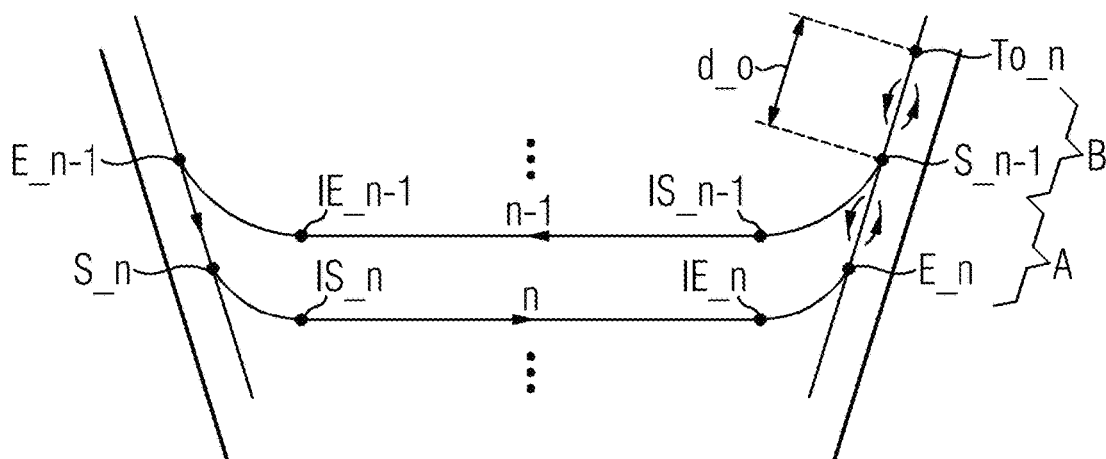 To_n
d_o
B
E_n-1
S_n-1
IE_n-1
n-1
IS_n-1
S_n
IS_n
n
IE_n
E_n
A